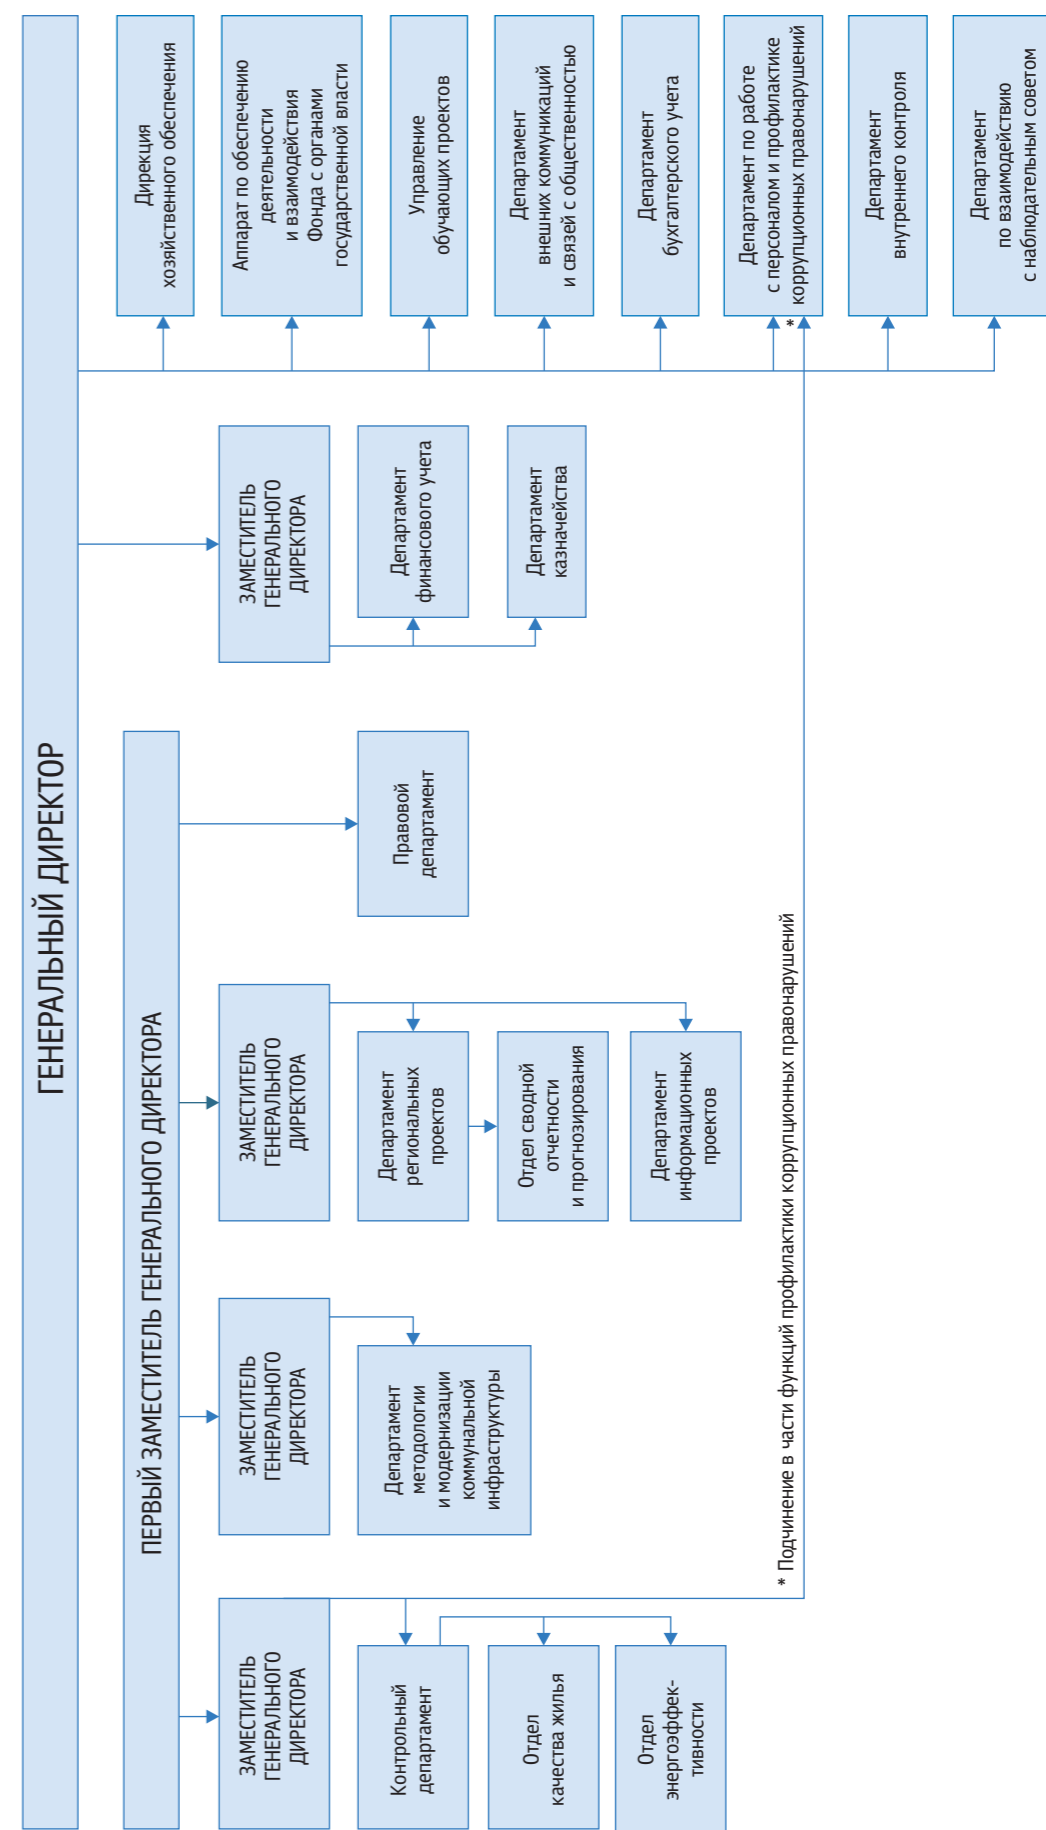 ГЕНЕРАЛЬНЫЙ ДИРЕКТОР
ПЕРВЫЙ ЗАМЕСТИТЕЛЬ ГЕНЕРАЛЬНОГО ДИРЕКТОРА
ЗАМЕСТИТЕЛЬ
ГЕНЕРАЛЬНОГО
ДИРЕКТОРА
Контрольный
департамент
Отдел
качества жилья
Отдел
энергоэффек-
тивности
ЗАМЕСТИТЕЛЬ
ГЕНЕРАЛЬНОГО
ДИРЕКТОРА
Департамент
методологии
и модернизации
коммунальной
инфраструктуры
ЗАМЕСТИТЕЛЬ
ГЕНЕРАЛЬНОГО
ДИРЕКТОРА
Департамент
региональных
проектов
Отдел сводной
отчетности
и прогнозирования
Департамент
информационных
проектов
Правовой
департамент
ЗАМЕСТИТЕЛЬ
ГЕНЕРАЛЬНОГО
ДИРЕКТОРА
Департамент
финансового учета
Департамент
казначейства
Дирекция
хозяйственного обеспечения
Аппарат по обеспечению
деятельности
и взаимодействия
Фонда с органами
государственной власти
Управление
обучающих проектов
Департамент
внешних коммуникаций
и связей с общественностью
Департамент
бухгалтерского учета
Департамент по работе
с персоналом и профилактике
коррупционных правонарушений
*
Департамент
внутреннего контроля
Департамент
по взаимодействию
с наблюдательным советом
* Подчинение в части функций профилактики коррупционных правонарушений